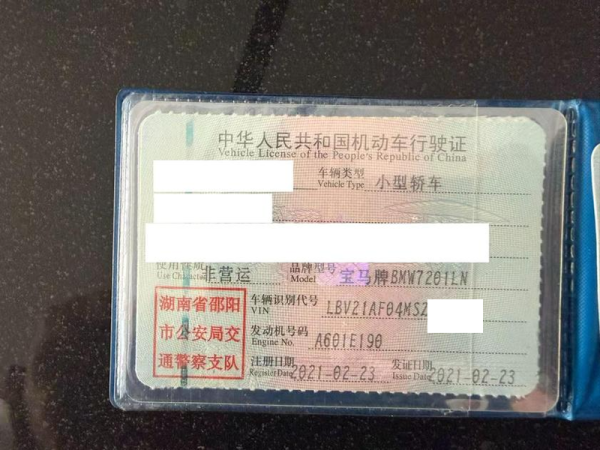 中华人民共和国机动车行驶证
Vehicle License of the People's Republic of China
车辆类型
Vehicle Type 小型轿车
使用性质 非营运
Use Character
品牌型号 宝马牌BMW7201LN
Model
湖南省邵阳
市公安局交
通警察支队
车辆识别代号 LBV21AF04MSZ
VIN
发动机号码 A601E190
Engine No.
注册日期 2021-02-23
Register Date
发证日期 2021-02-23
Issue Date